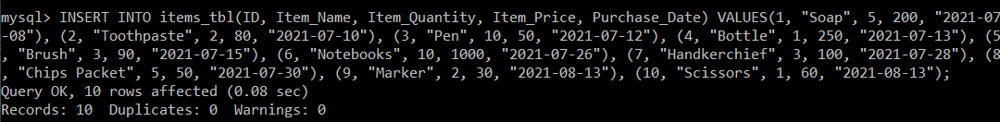 mysql> INSERT INTO items_tbl(ID, Item_Name, Item_Quantity, Item_Price, Purchase_Date) VALUES(1, "Soap", 5, 200, "2021-07
-08"), (2, "Toothpaste", 2, 80, "2021-07-10"), (3, "Pen", 10, 50, "2021-07-12"), (4, "Bottle", 1, 250, "2021-07-13"), (5
, "Brush", 3, 90, "2021-07-15"), (6, "Notebooks", 10, 1000, "2021-07-26"), (7, "Handkerchief", 3, 100, "2021-07-28"), (8
, "Chips Packet", 5, 50, "2021-07-30"), (9, "Marker", 2, 30, "2021-08-13"), (10, "Scissors", 1, 60, "2021-08-13");
Query OK, 10 rows affected (0.08 sec)
Records: 10  Duplicates: 0  Warnings: 0